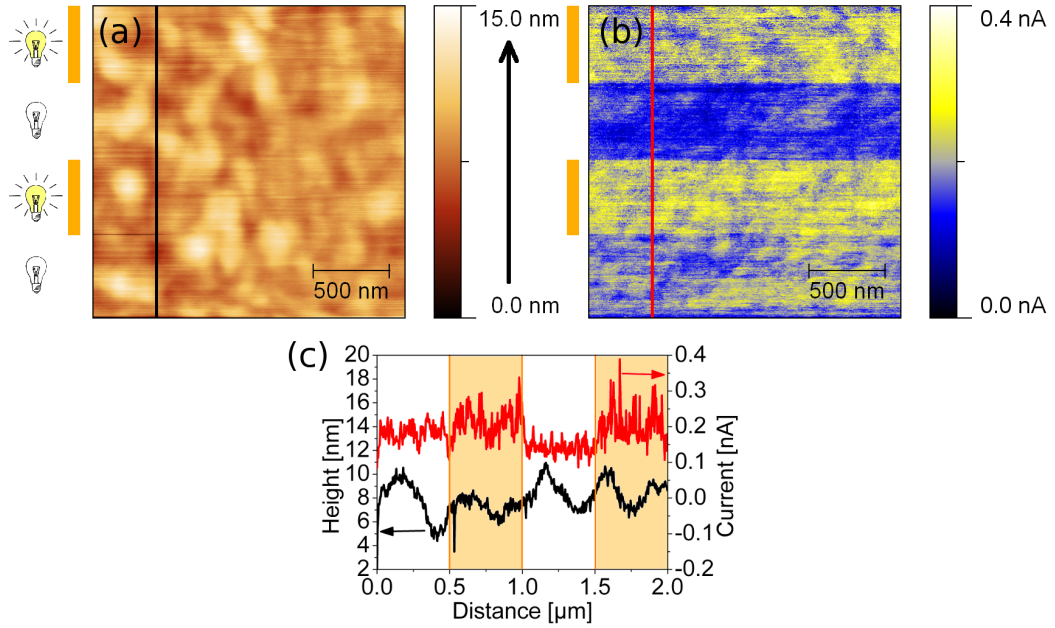 (a)
500 nm
15.0 nm
0.0 nm
(b)
500 nm
0.4 nA
0.0 nA
(c)
20
18
16
14
12
10
8
6
4
2
Height [nm]
0.4
0.3
0.2
0.1
0.0
-0.1
-0.2
Current [nA]
0.0 0.5 1.0 1.5 2.0
Distance [µm]